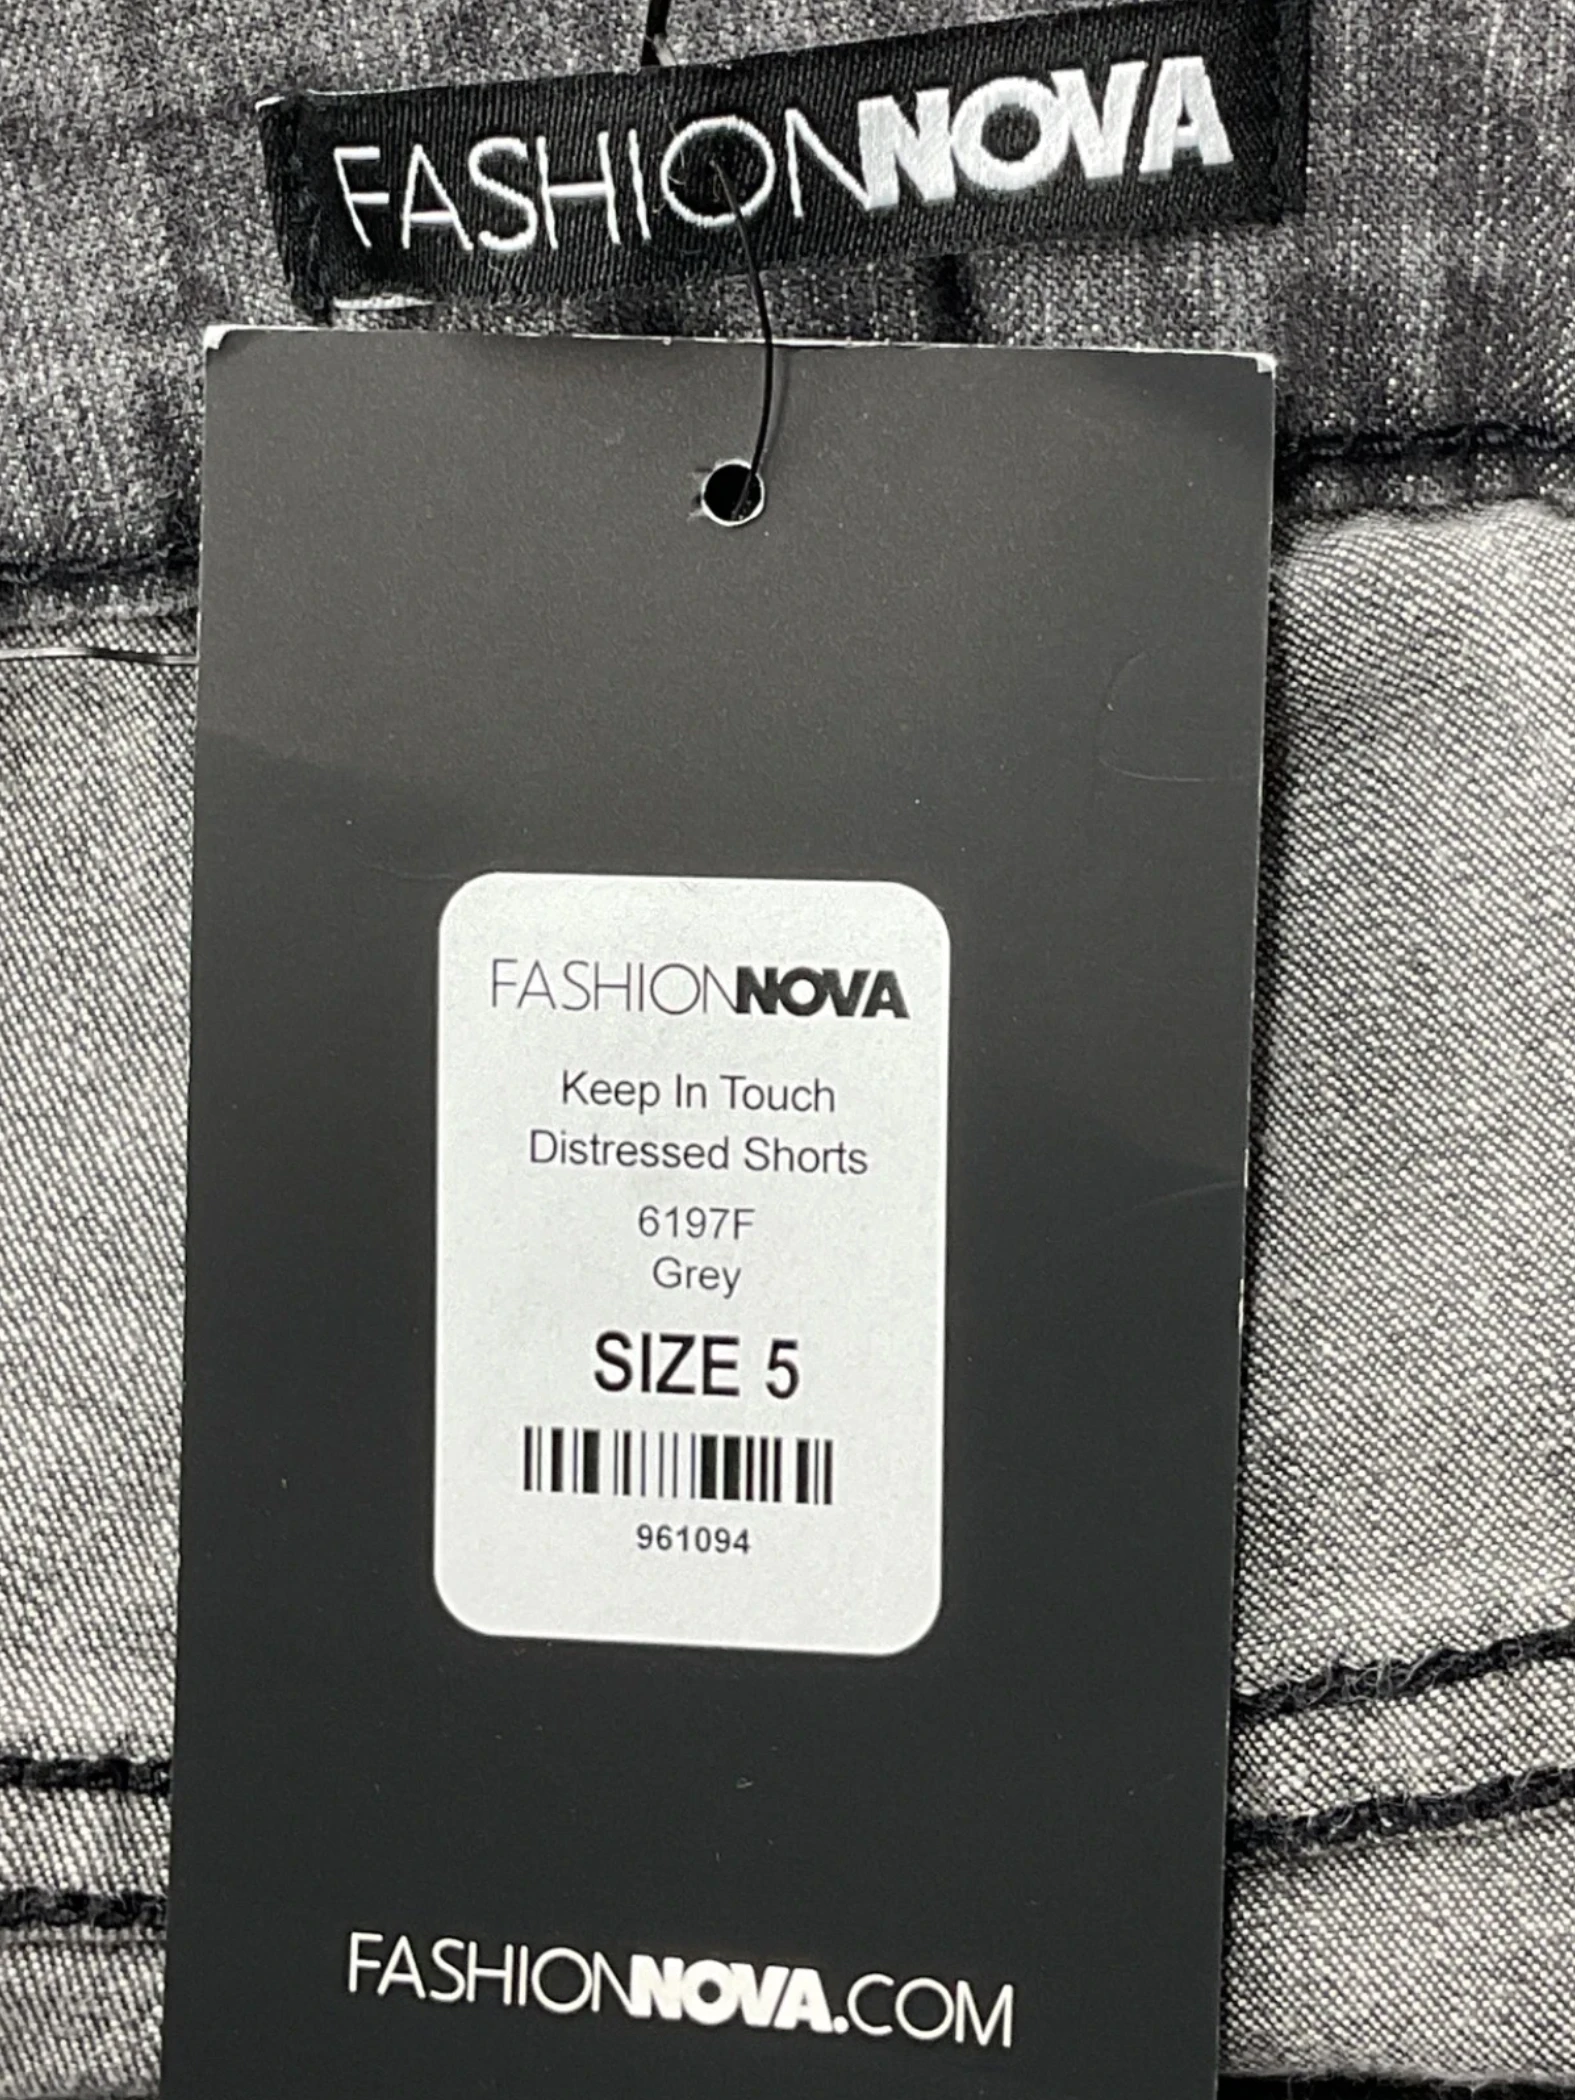 FASHIONNOVA
FASHIONNOVA
Keep In Touch
Distressed Shorts
6197F
Grey
SIZE 5
961094
FASHIONNOVA.COM